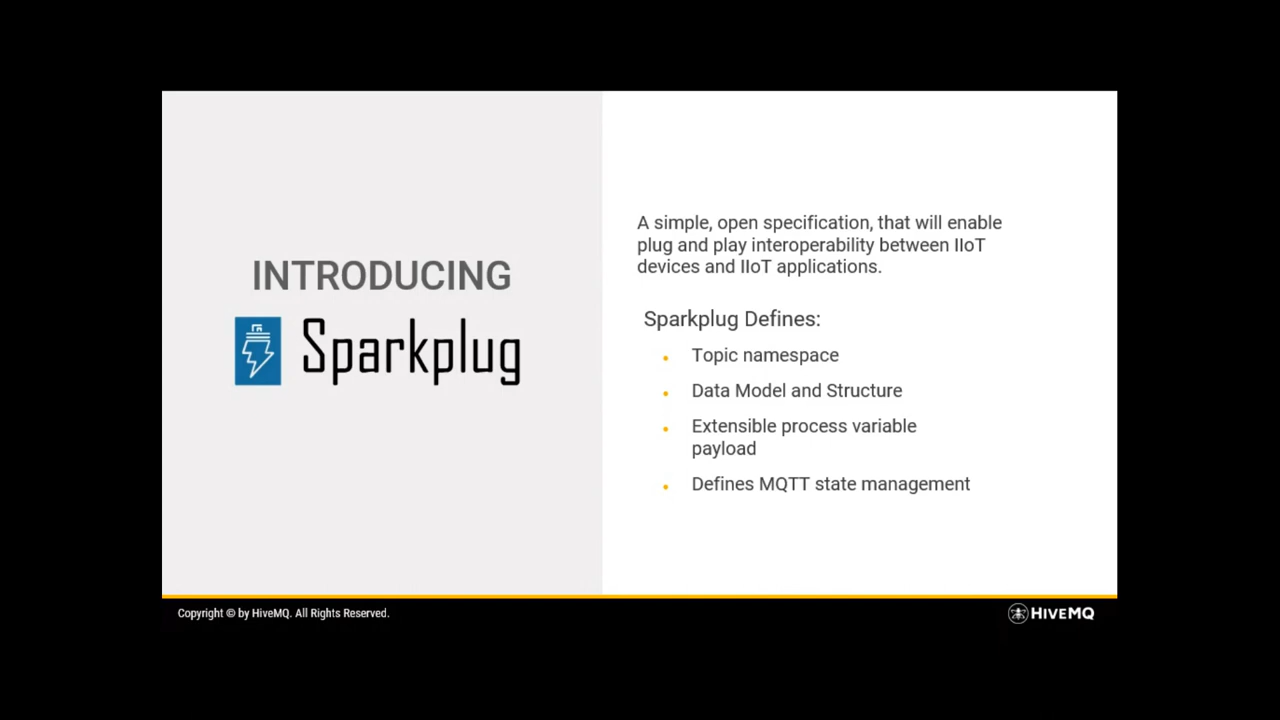 INTRODUCING
Sparkplug
A simple, open specification, that will enable
plug and play interoperability between IIoT
devices and IIoT applications.
Sparkplug Defines:
• Topic namespace
• Data Model and Structure
• Extensible process variable
payload
• Defines MQTT state management
Copyright © by HiveMQ. All Rights Reserved.
HIVEMQ